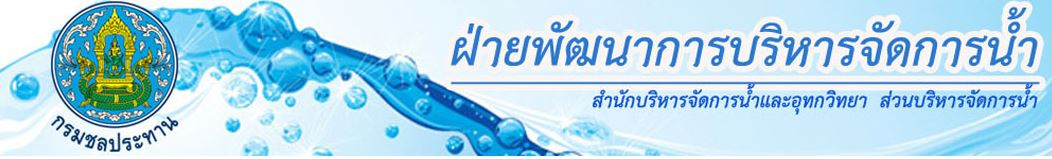 ฝ่ายพัฒนาการบริหารจัดการน้ำ
สำนักบริหารจัดการน้ำและอุทกวิทยา ส่วนบริหารจัดการน้ำ
กรมชลประทาน